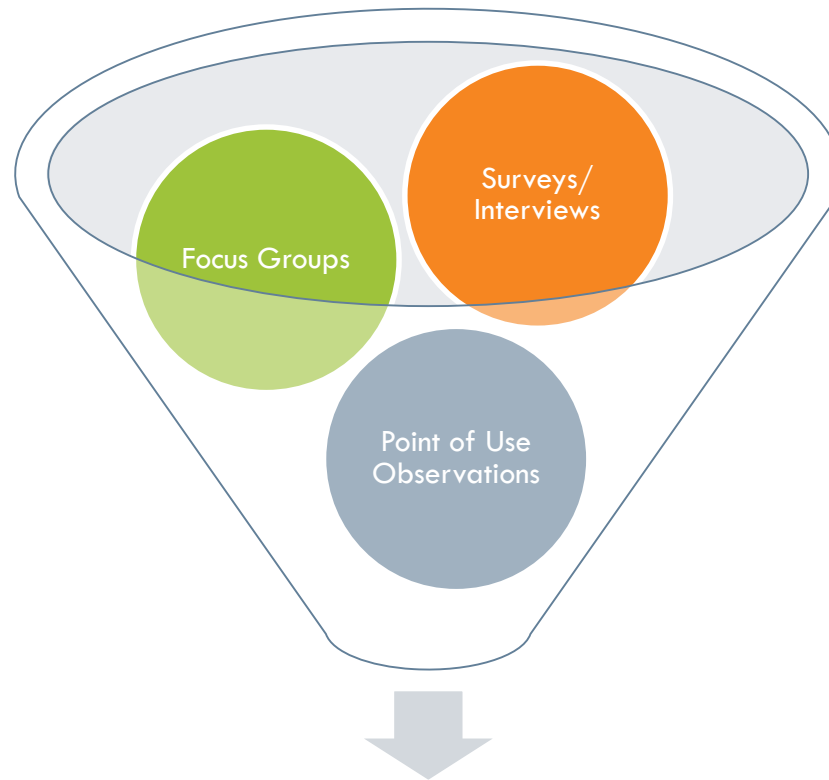 Surveys/
Interviews
Focus Groups
Point of Use
Observations